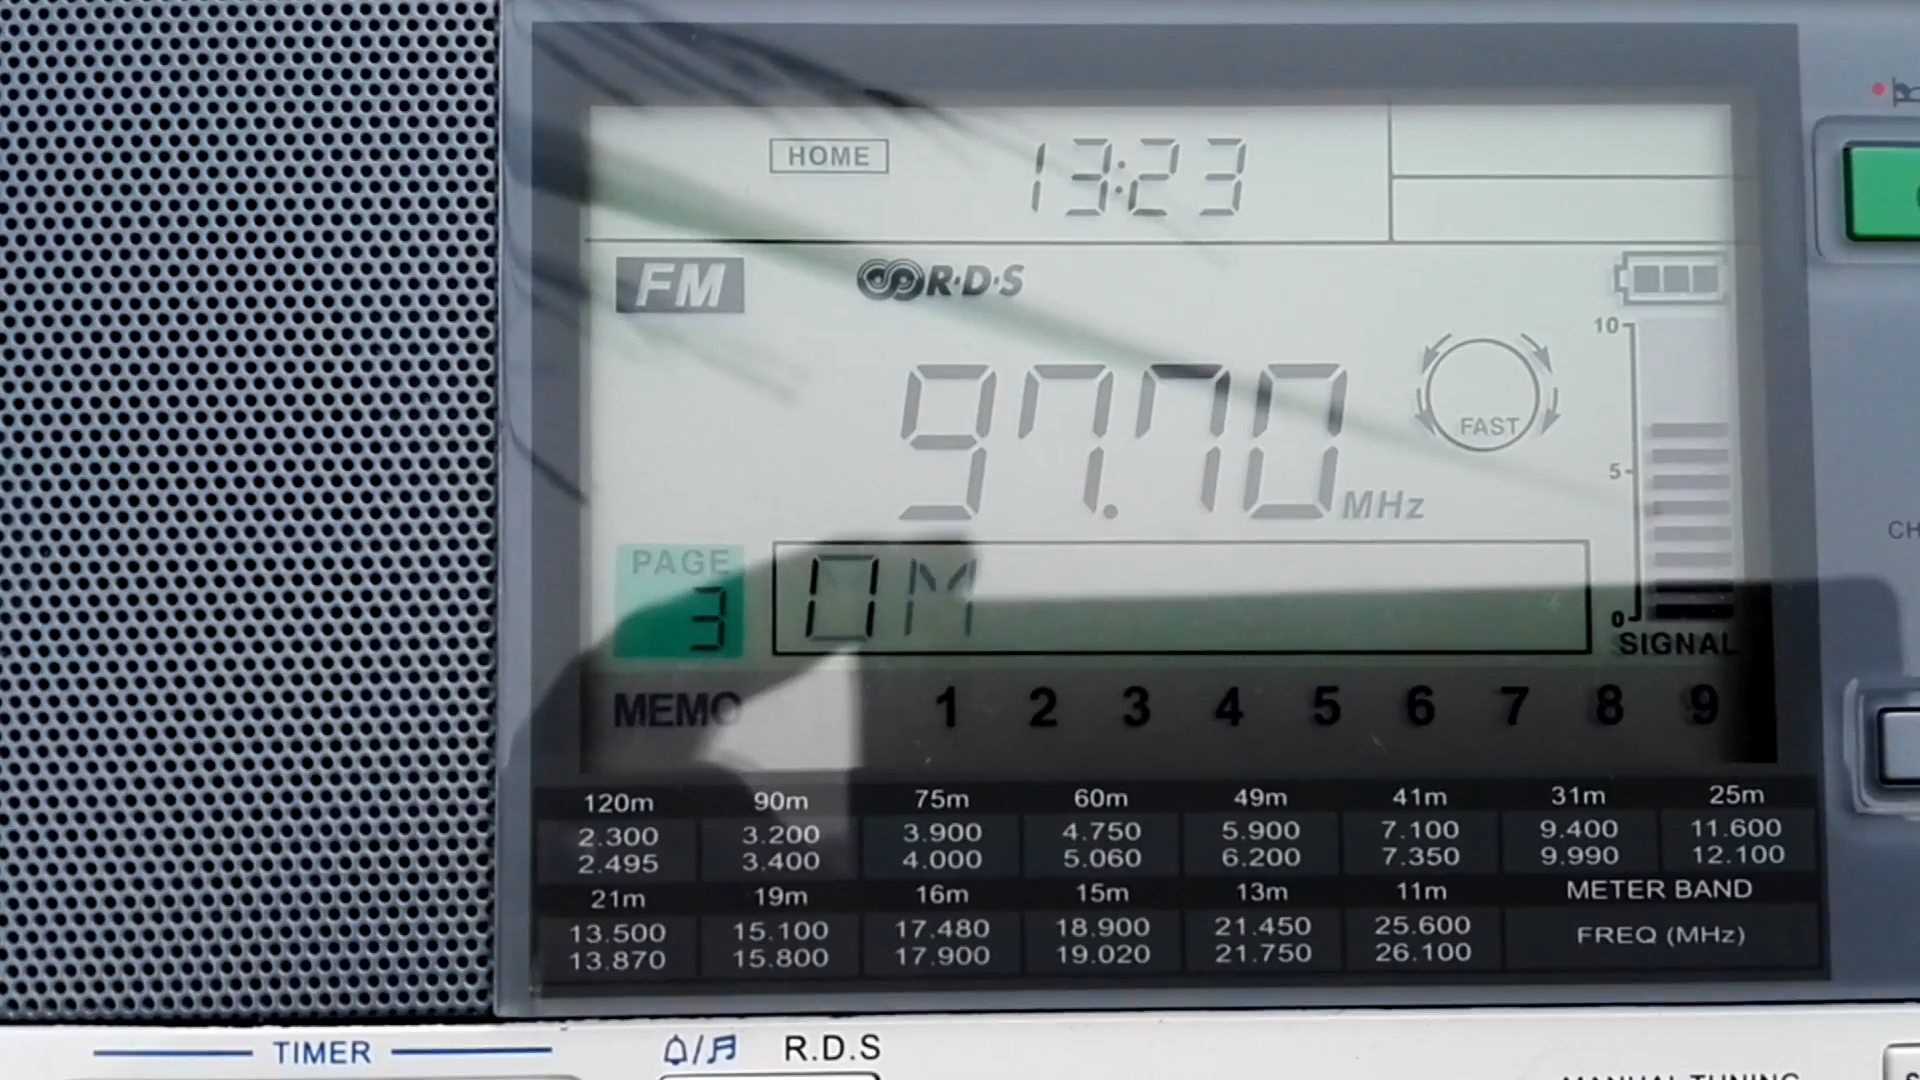 HOME 13:23
FM R·D·S
97.70 MHz
FAST
10
5
0
SIGNAL
PAGE
3
OM
MEMO 1 2 3 4 5 6 7 8 9
120m 90m 75m 60m 49m 41m 31m 25m
2.300 3.200 3.900 4.750 5.900 7.100 9.400 11.600
2.495 3.400 4.000 5.060 6.200 7.350 9.990 12.100
21m 19m 16m 15m 13m 11m METER BAND
13.500 15.100 17.480 18.900 21.450 25.600 FREQ (MHz)
13.870 15.800 17.900 19.020 21.750 26.100
TIMER R.D.S
MANUAL TUNING